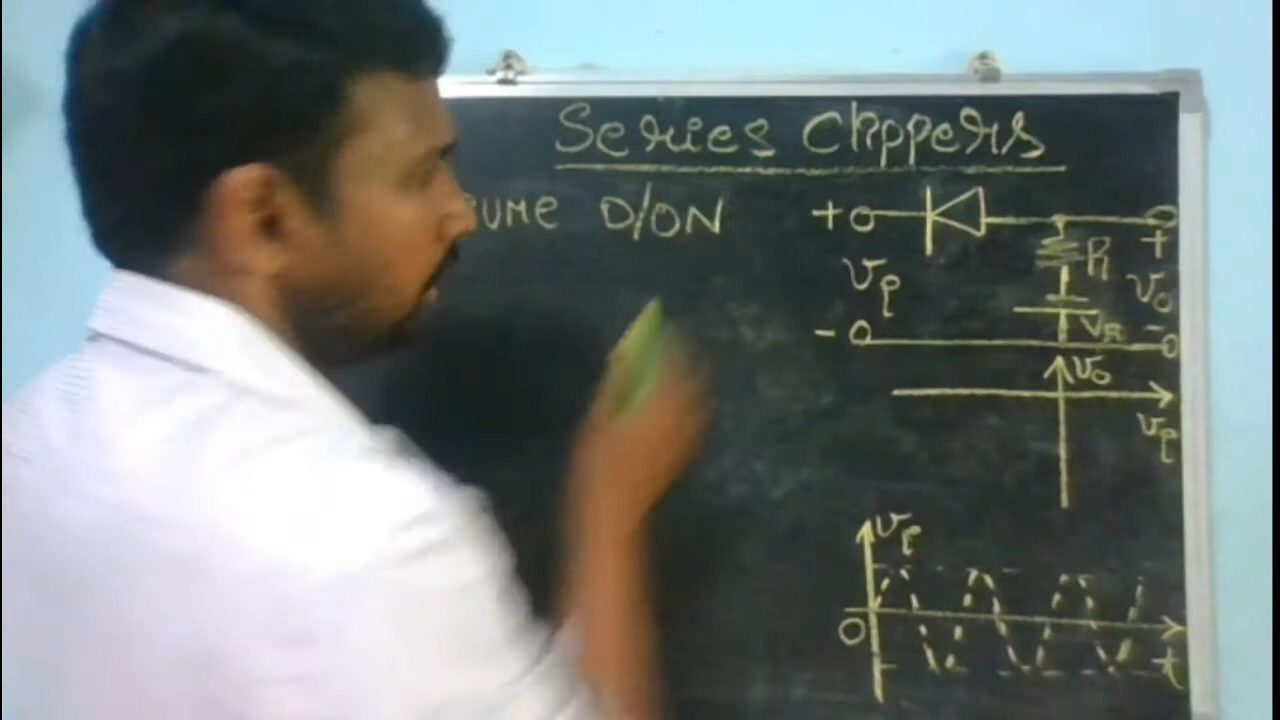 Series Clippers
UME D/ON
+
R
+
Vi
Vo
-
VR
-
Vo
Vi
Vi
O
t